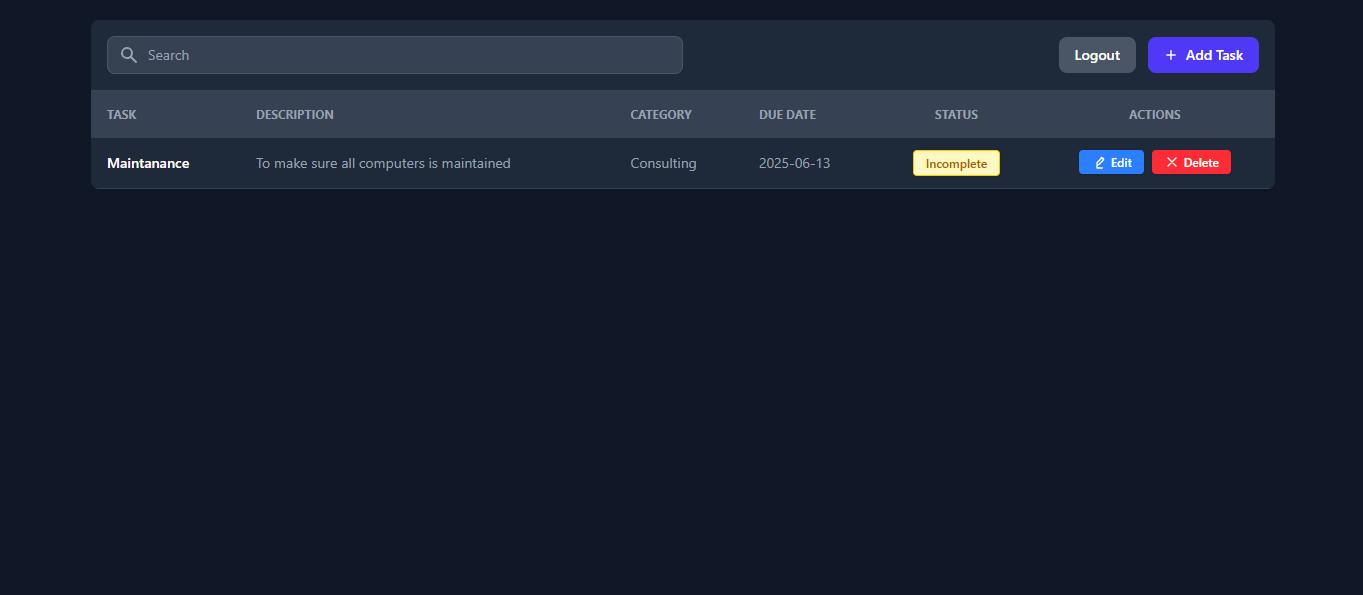 Search
Logout
+ Add Task
TASK DESCRIPTION CATEGORY DUE DATE STATUS ACTIONS
Maintanance To make sure all computers is maintained Consulting 2025-06-13 Incomplete Edit Delete